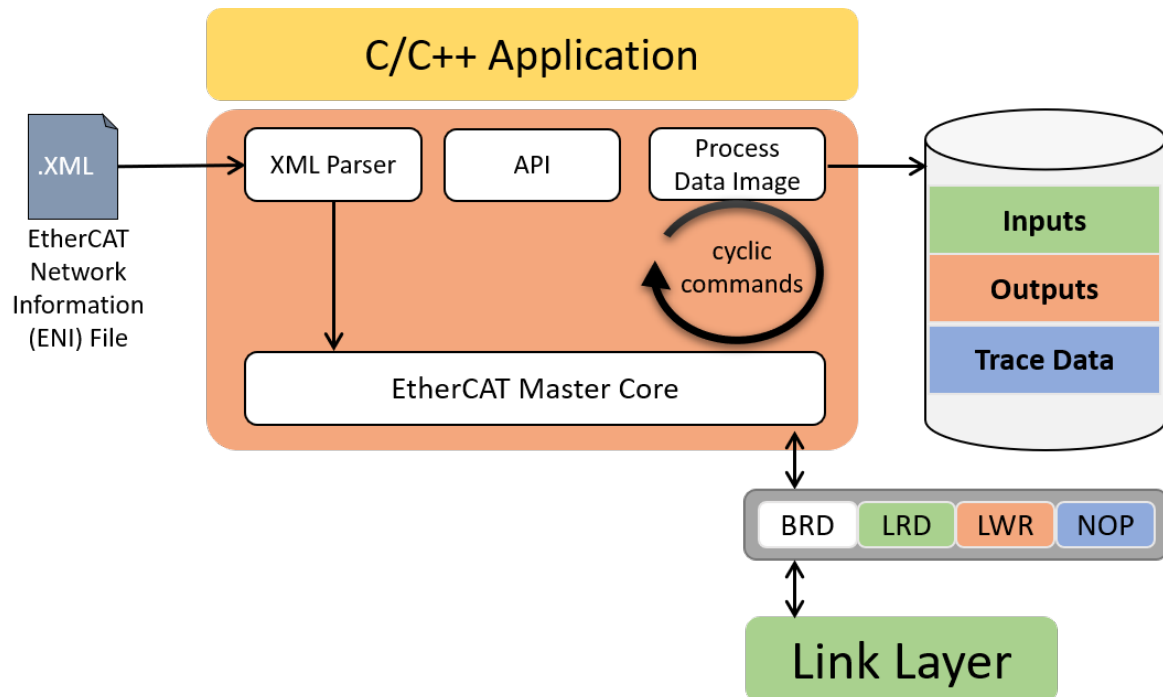 C/C++ Application
.XML
XML Parser
API
Process
Data Image
EtherCAT
Network
Information
(ENI) File
cyclic
commands
EtherCAT Master Core
Inputs
Outputs
Trace Data
BRD
LRD
LWR
NOP
Link Layer